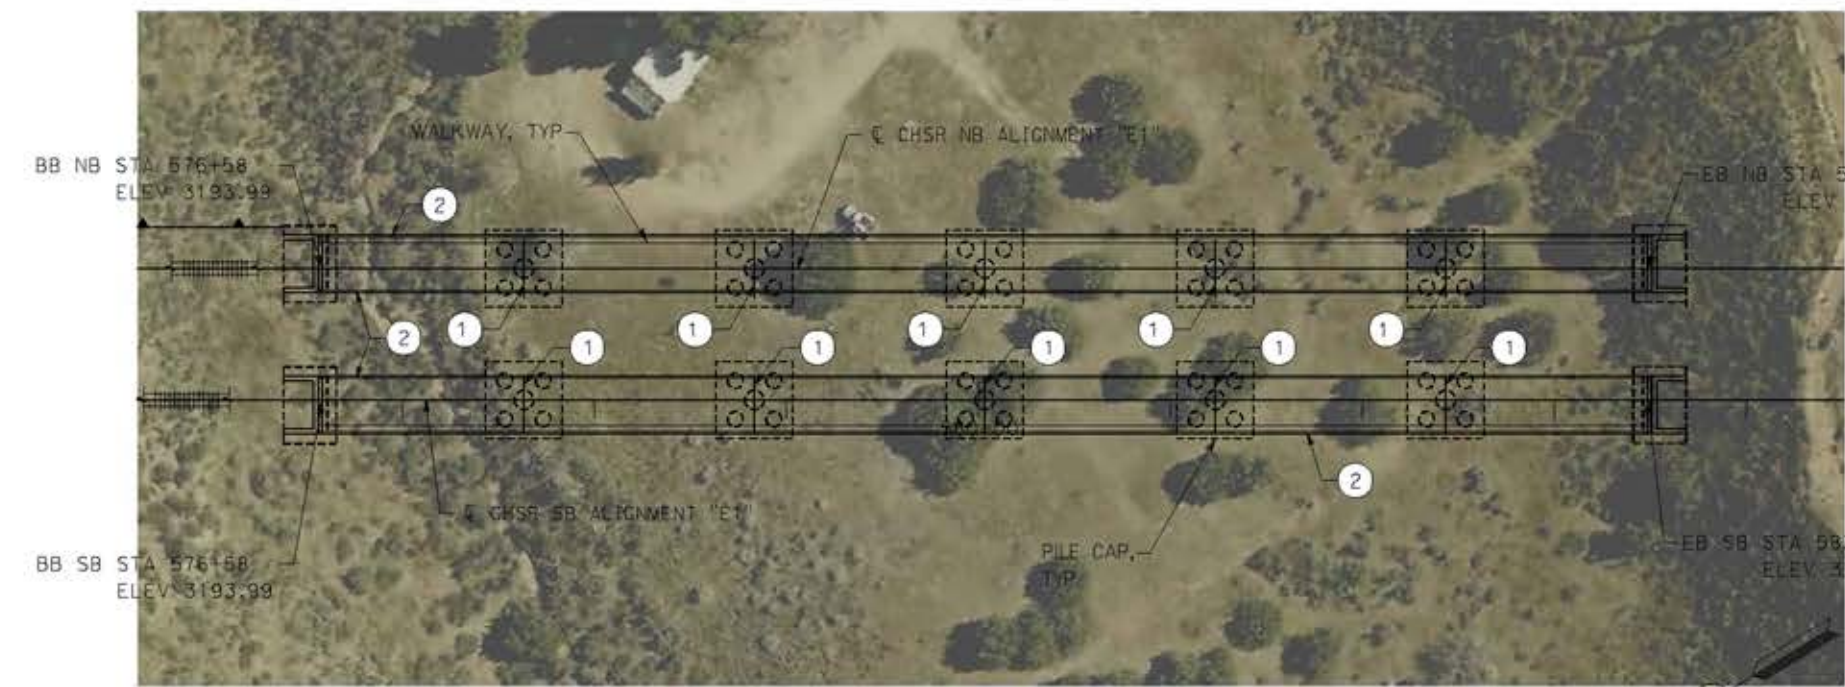 WALKWAY, TYP
℄ CHSR NB ALIGNMENT "E1"
BB NB STA 576+58
ELEV 3193.99
EB NB STA 5
ELEV
2
1
1
1
1
1
2
1
1
1
1
1
2
℄ CHSR SB ALIGNMENT "E1"
PILE CAP,
TYP
BB SB STA 576+58
ELEV 3193.99
EB SB STA 58
ELEV 3